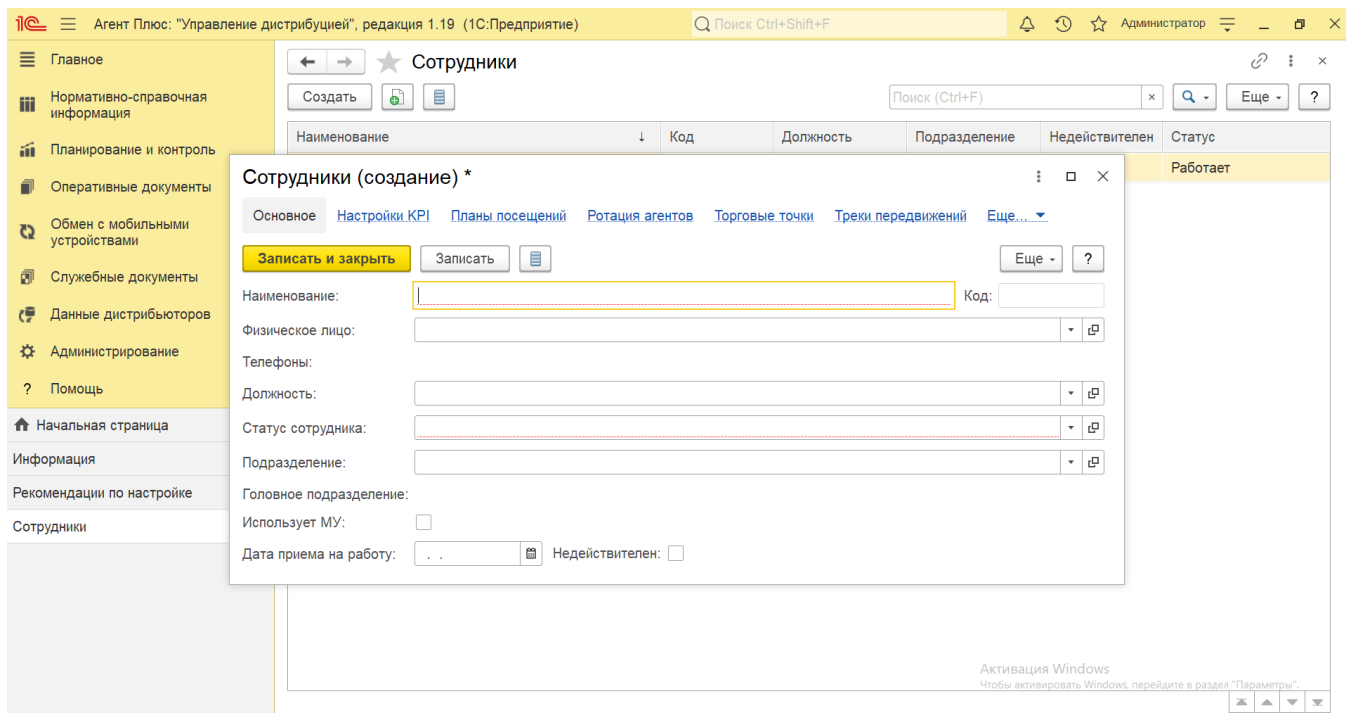 1С Агент Плюс: "Управление дистрибуцией", редакция 1.19 (1С:Предприятие) Поиск Ctrl+Shift+F Администратор
Главное
Нормативно-справочная
информация
Планирование и контроль
Оперативные документы
Обмен с мобильными
устройствами
Служебные документы
Данные дистрибьюторов
Администрирование
? Помощь
Начальная страница
Информация
Рекомендации по настройке
Сотрудники
Сотрудники
Создать Поиск (Ctrl+F) × Еще ?
Наименование ↓ Код Должность Подразделение Недействителен Статус
Работает
Сотрудники (создание) *
Основное Настройки KPI Планы посещений Ротация агентов Торговые точки Треки передвижений Еще...
Записать и закрыть Записать Еще ?
Наименование: Код:
Физическое лицо:
Телефоны:
Должность:
Статус сотрудника:
Подразделение:
Головное подразделение:
Использует МУ:
Дата приема на работу: . . Недействителен:
Активация Windows
Чтобы активировать Windows, перейдите в раздел "Параметры".